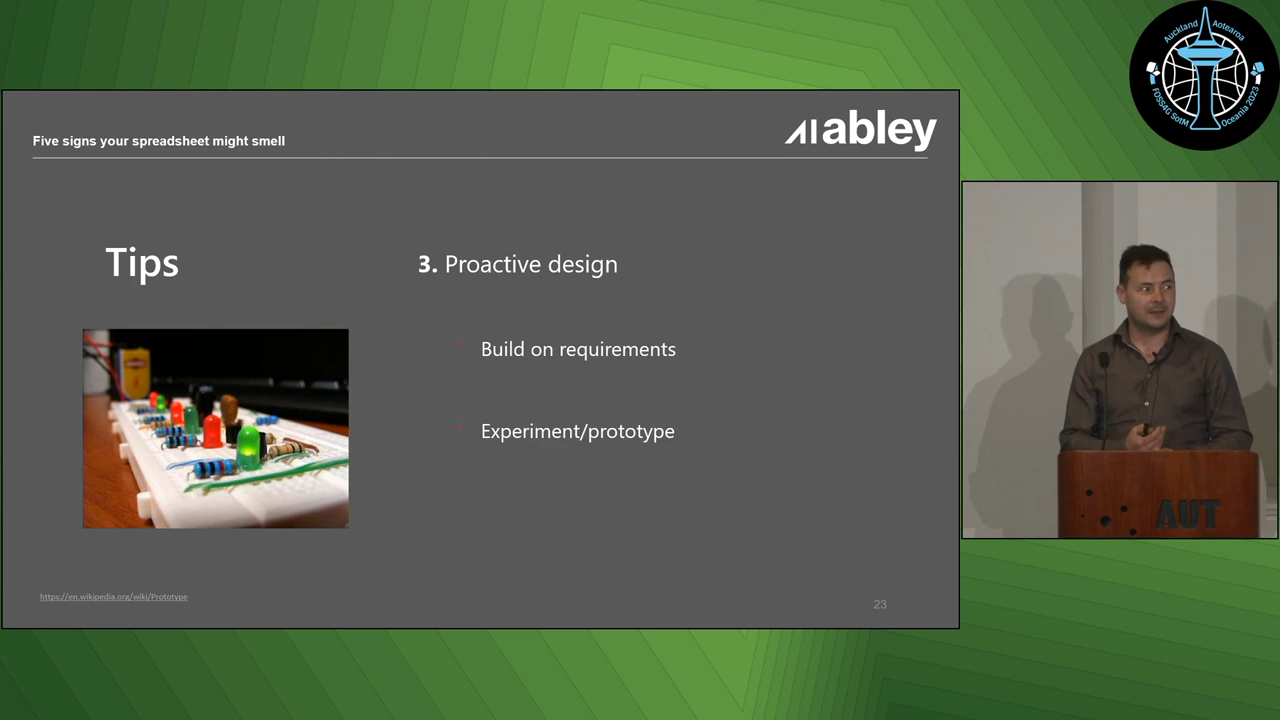 Five signs your spreadsheet might smell
abley
Tips
3. Proactive design
Build on requirements
Experiment/prototype
https://en.wikipedia.org/wiki/Prototype
23
Auckland Aotearoa
FOSS4G SotM Oceania 2023
AUT